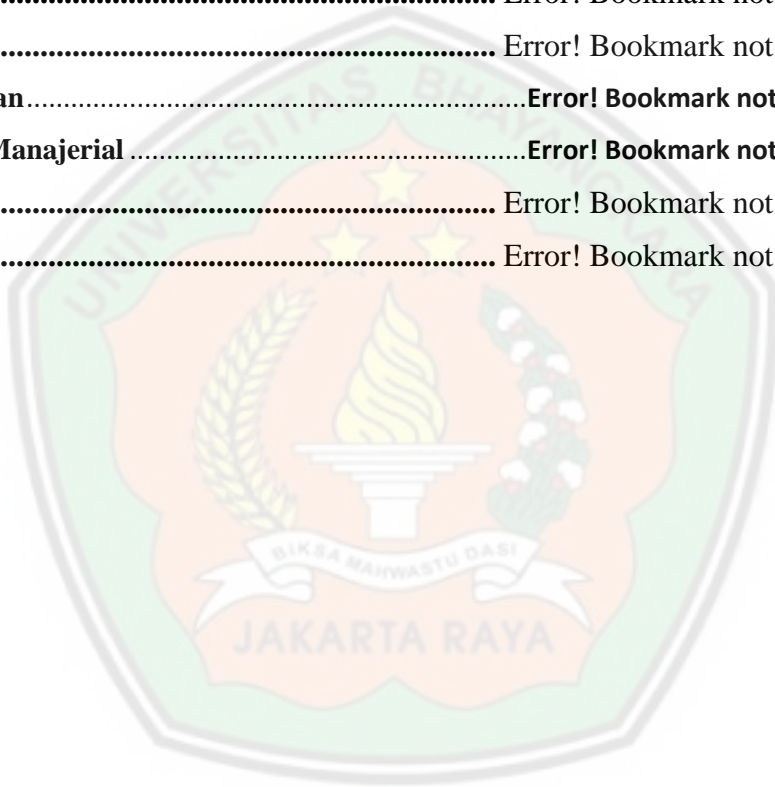 ................................................................ Error! Bookmark not
................................................................ Error! Bookmark not
an........................................................Error! Bookmark not
Manajerial ...................................................Error! Bookmark not
................................................................ Error! Bookmark not
................................................................ Error! Bookmark not
UNIVERSITAS BHAYANGKARA
BIKSA MAHWASTU DASI
JAKARTA RAYA